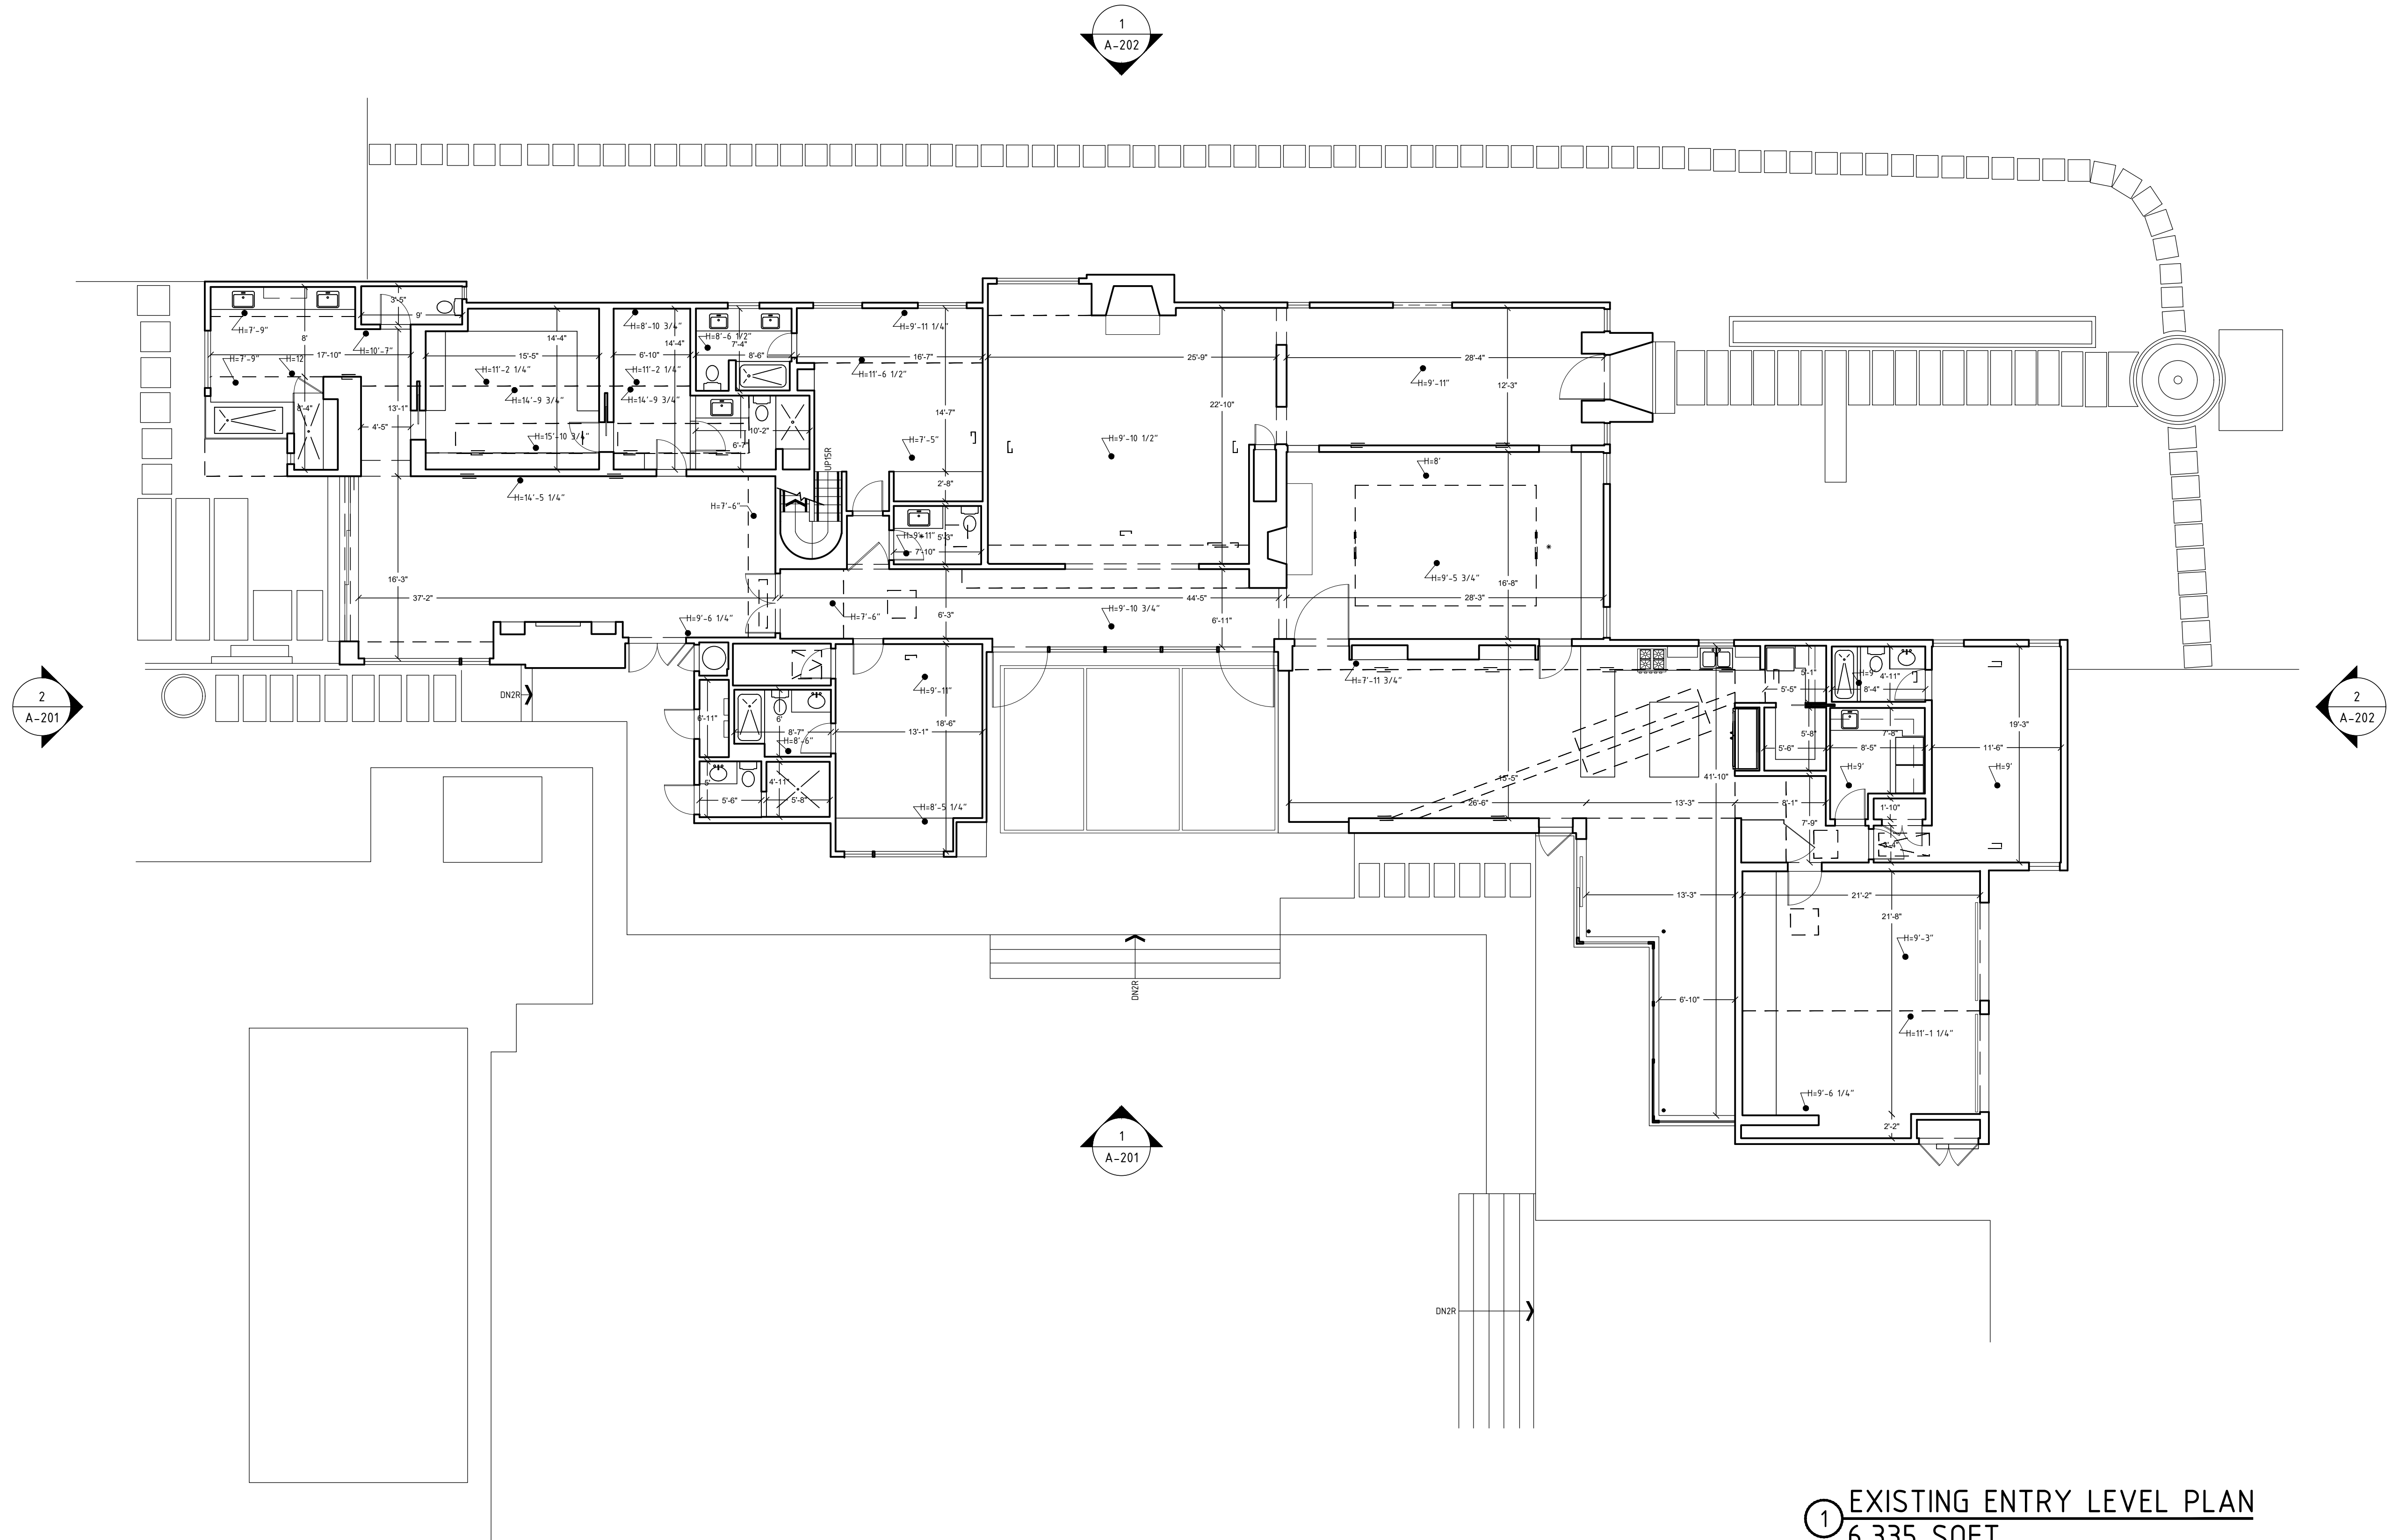 1
A-202
3'-5"
9'
H=7'-9"
8'
H=10'-7"
H=7'-9"
H=12
17'-10"
8'-4"
13'-1"
4'-5"
14'-4"
15'-5"
H=11'-2 1/4"
H=14'-9 3/4"
H=15'-10 3/4"
H=14'-5 1/4"
H=8'-10 3/4"
14'-4"
6'-10"
H=11'-2 1/4"
H=14'-9 3/4"
H=8'-6 1/2"
7'-4"
8'-6"
10'-2"
6'-7"
UP15R
H=9'-11 1/4"
16'-7"
H=11'-6 1/2"
14'-7"
H=7'-5"
2'-8"
H=9'-11"
5'-3"
7'-10"
25'-9"
22'-10"
H=9'-10 1/2"
28'-4"
12'-3"
H=9'-11"
H=8'
H=9'-5 3/4"
16'-8"
28'-3"
H=7'-6"
16'-3"
37'-2"
44'-5"
H=7'-6"
6'-3"
H=9'-10 3/4"
6'-11"
H=9'-6 1/4"
2
A-201
DN2R
6'-11"
6'
8'-7"
H=8'-6"
5'
5'-6"
4'-11"
5'-8"
H=9'-11"
18'-6"
13'-1"
H=8'-5 1/4"
H=7'-11 3/4"
15'-5"
26'-6"
13'-3"
41'-10"
5'-1"
5'-5"
H=9'
4'-11"
8'-4"
5'-8"
5'-6"
7'-8"
8'-5"
H=9'
8'-1"
1'-10"
7'-9"
19'-3"
11'-6"
H=9'
2
A-202
13'-3"
21'-2"
21'-8"
H=9'-3"
6'-10"
H=11'-1 1/4"
H=9'-6 1/4"
2'-2"
DN2R
1
A-201
DN2R
1
EXISTING ENTRY LEVEL PLAN
6,335 SQFT